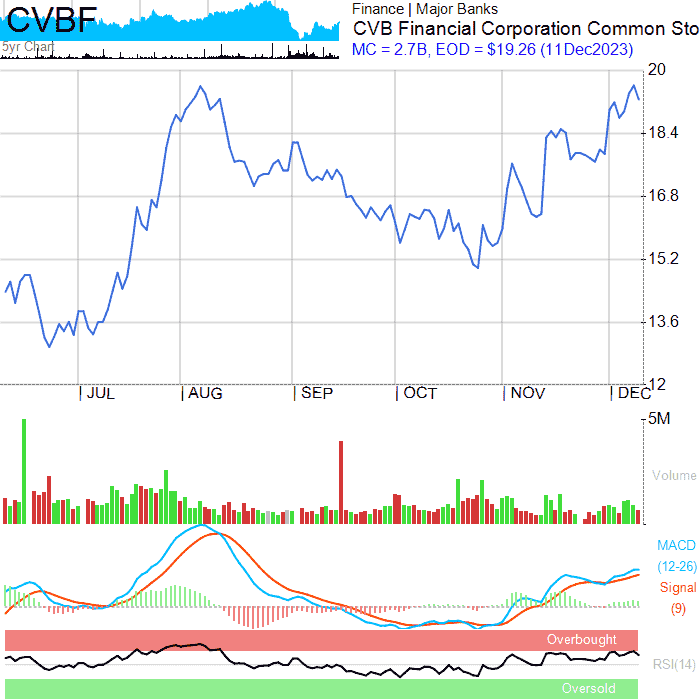 CVBF
5yr Chart
Finance | Major Banks
CVB Financial Corporation Common Sto
MC = 2.7B, EOD = $19.26 (11Dec2023)
20
18.4
16.8
15.2
13.6
12
JUL
AUG
SEP
OCT
NOV
DEC
5M
Volume
MACD
(12-26)
Signal
(9)
Overbought
RSI(14)
Oversold